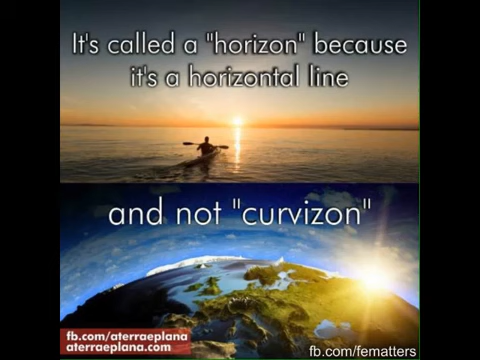 It's called a "horizon" because
it's a horizontal line
and not "curvizon"
fb.com/aterraeplana
aterraeplana.com
fb.com/fematters